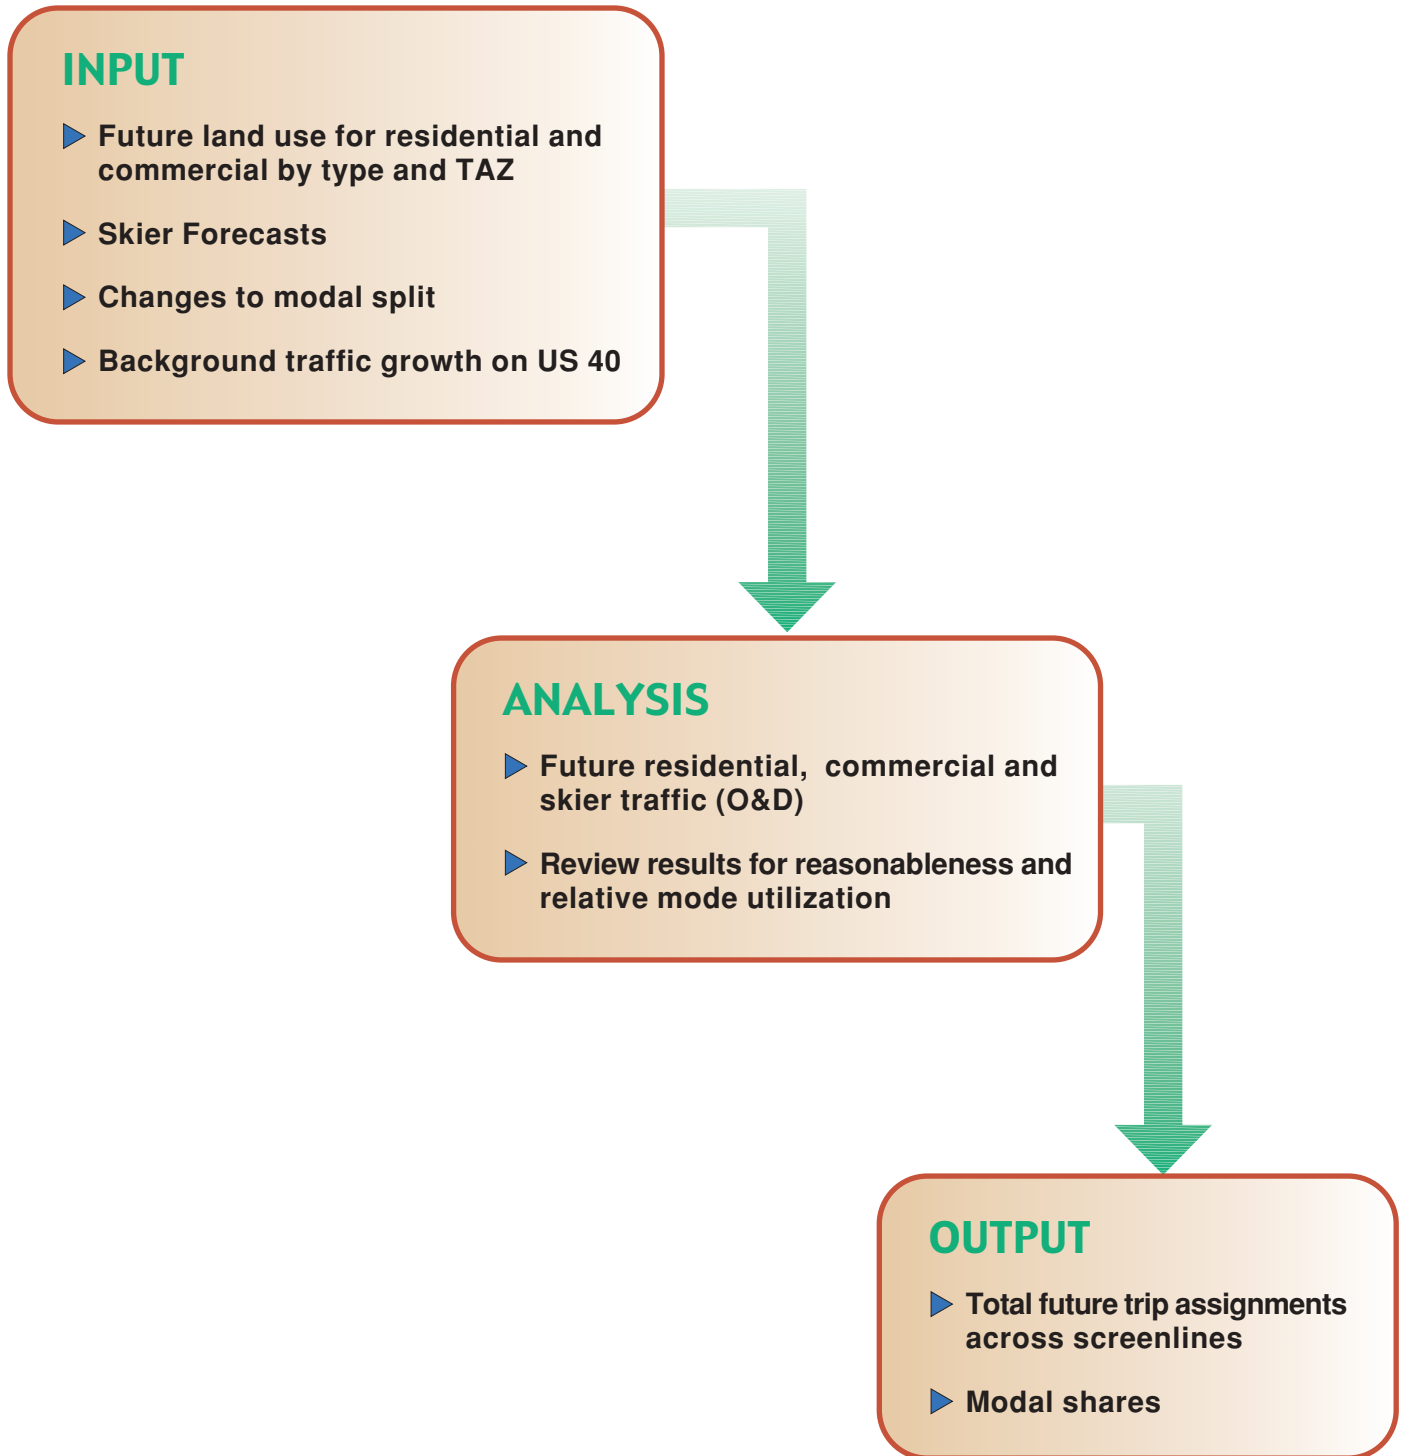 INPUT
Future land use for residential and
commercial by type and TAZ
Skier Forecasts
Changes to modal split
Background traffic growth on US 40
ANALYSIS
Future residential, commercial and
skier traffic (O&D)
Review results for reasonableness and
relative mode utilization
OUTPUT
Total future trip assignments
across screenlines
Modal shares